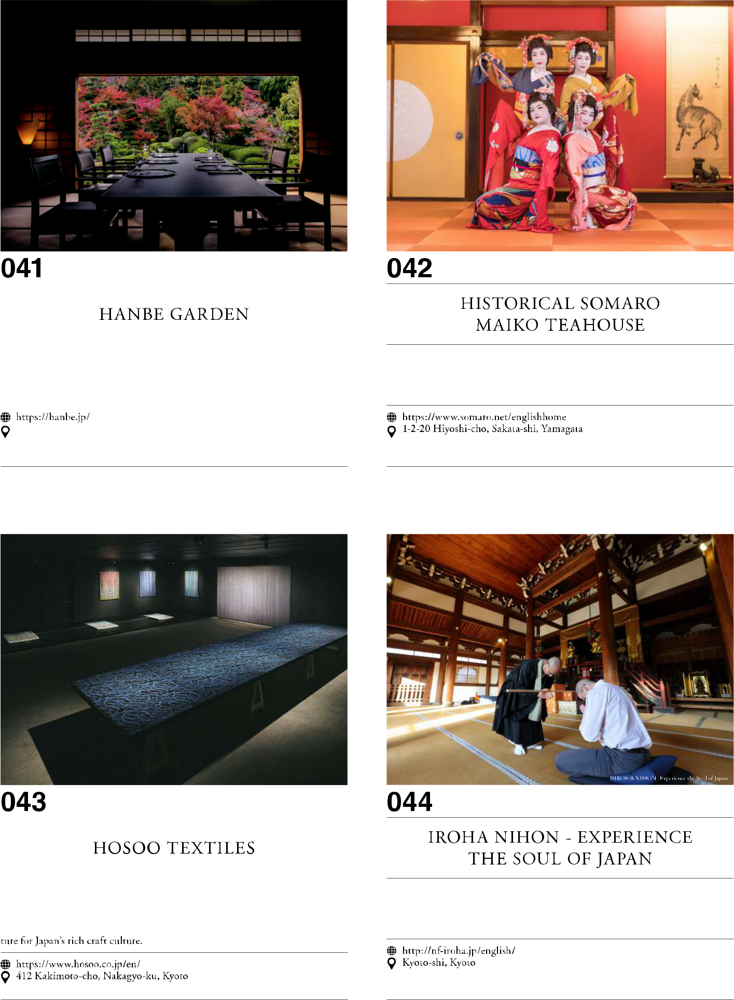 somaro
041
HANBE GARDEN
https://hanbe.jp/
042
HISTORICAL SOMARO
MAIKO TEAHOUSE
https://www.somaro.net/englishhome
1-2-20 Hiyoshi-cho, Sakata-shi, Yamagata
043
HOSOO TEXTILES
ture for Japan's rich craft culture.
https://www.hosoo.co.jp/en/
412 Kakimoto-cho, Nakagyo-ku, Kyoto
©IROHA NIHON Experience the Soul of Japan
044
IROHA NIHON - EXPERIENCE
THE SOUL OF JAPAN
http://nf-iroha.jp/english/
Kyoto-shi, Kyoto